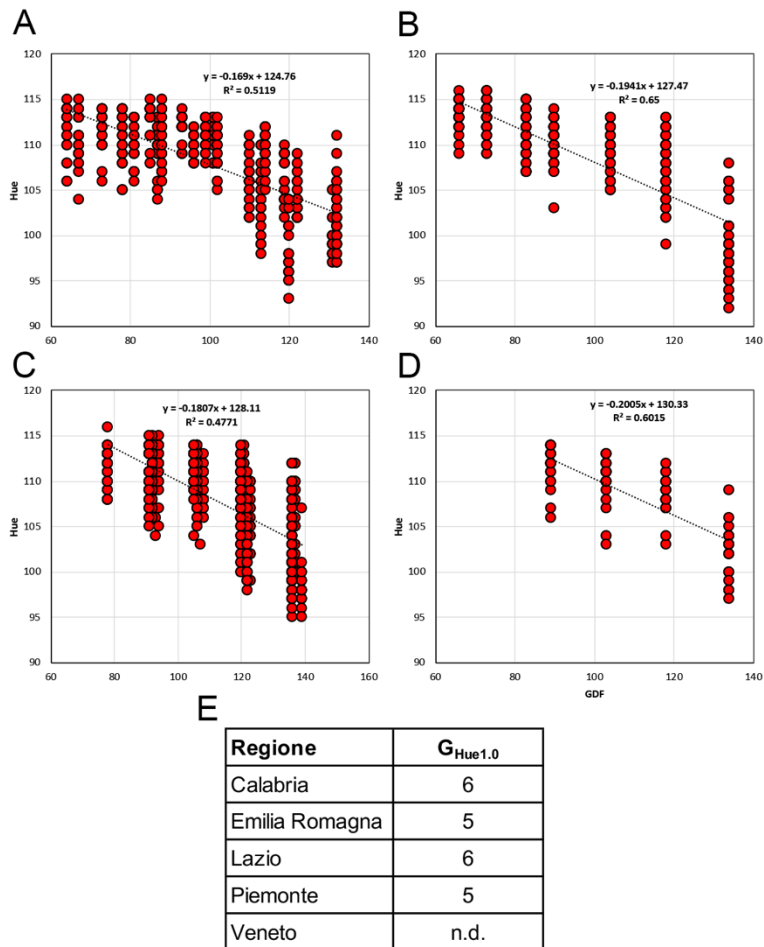 A
B
y = -0.169x + 124.76
R² = 0.5119
y = -0.1941x + 127.47
R² = 0.65
Hue
Hue
120
115
110
105
100
95
90
60 80 100 120 140
120
115
110
105
100
95
90
60 80 100 120 140
C
D
y = -0.1807x + 128.11
R² = 0.4771
y = -0.2005x + 130.33
R² = 0.6015
Hue
Hue
120
115
110
105
100
95
90
60 80 100 120 140 160
120
115
110
105
100
95
90
60 80 100 120 140
GDF
E
Regione GHue1.0
Calabria 6
Emilia Romagna 5
Lazio 6
Piemonte 5
Veneto n.d.